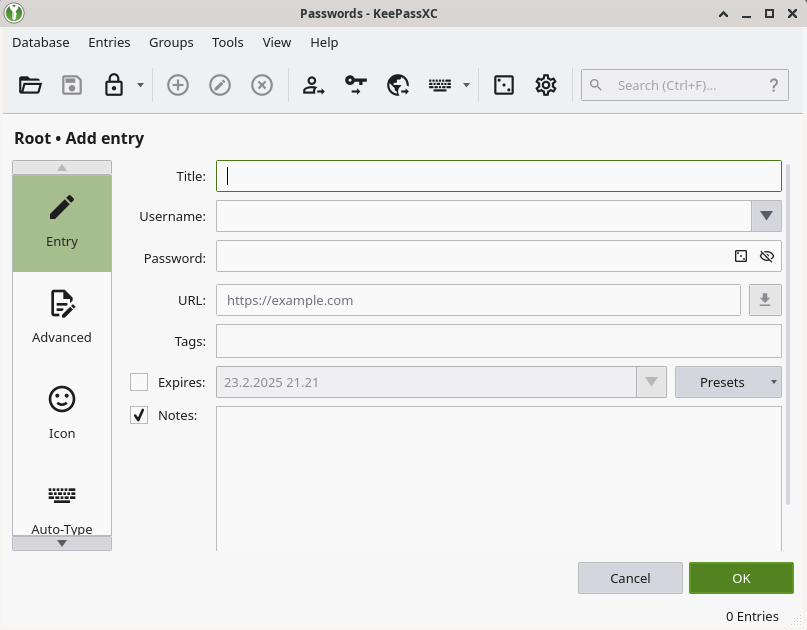 Passwords - KeePassXC
Database Entries Groups Tools View Help
Search (Ctrl+F)... ?
Root • Add entry
Title:
Entry
Username:
Password:
Advanced
URL: https://example.com
Tags:
Icon
Expires: 23.2.2025 21.21 Presets
Notes:
Auto-Type
Cancel OK
0 Entries